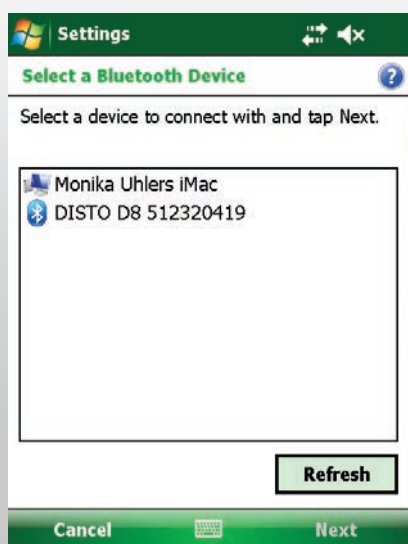 Settings
Select a Bluetooth Device
?
Select a device to connect with and tap Next.
Monika Uhlers iMac
DISTO D8 512320419
Refresh
Cancel
Next